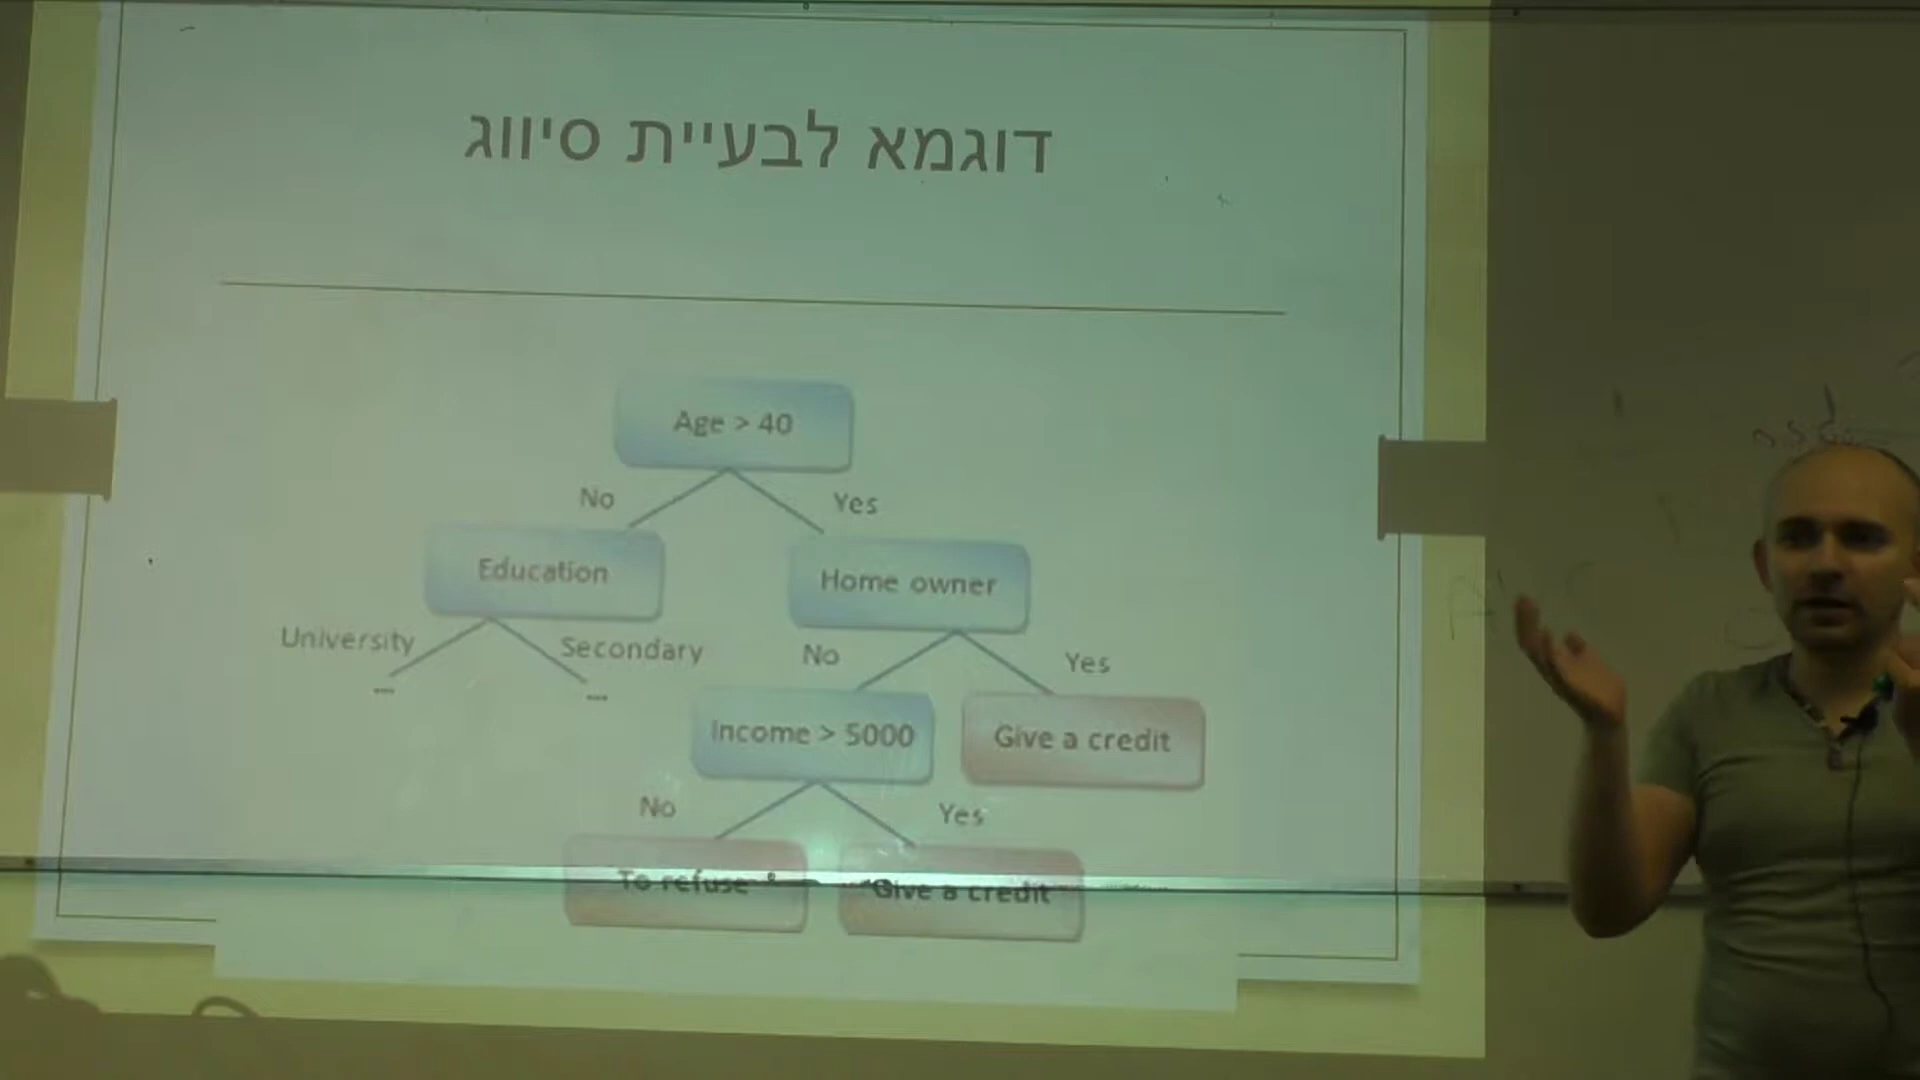 דוגמא לבעיית סיווג
Age > 40
No
Yes
Education
Home owner
University
Secondary
No
Yes
---
---
Income > 5000
Give a credit
No
Yes
To refuse
Give a credit